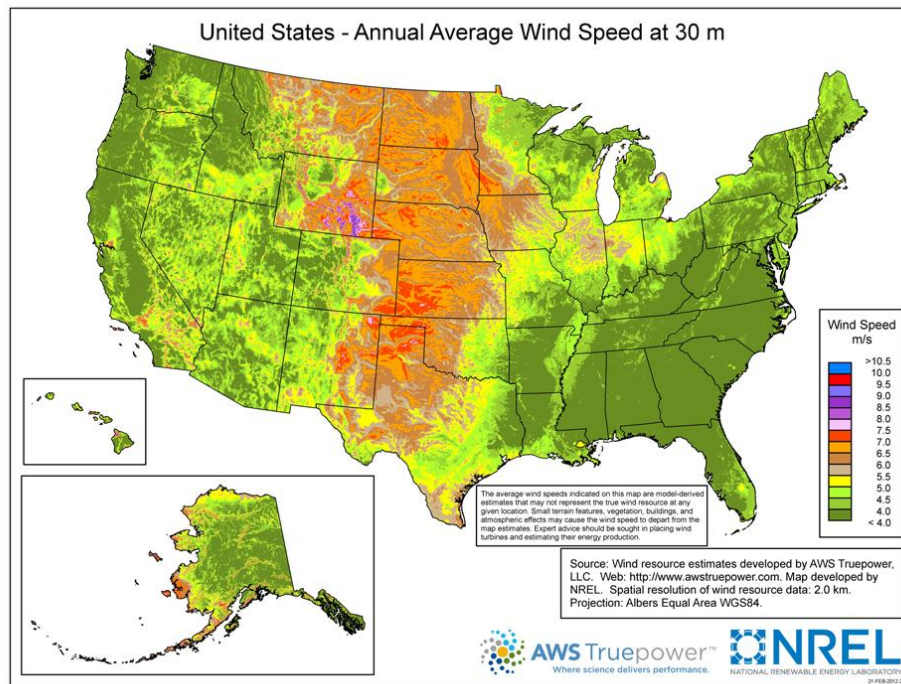 United States - Annual Average Wind Speed at 30 m
Wind Speed
m/s
>10.5
10.0
9.5
9.0
8.5
8.0
7.5
7.0
6.5
6.0
5.5
5.0
4.5
4.0
< 4.0
The average wind speeds indicated on this map are model-derived
estimates that may not represent the true wind resource at any
given location. Small terrain features, vegetation, buildings, and
atmospheric effects may cause the wind speed to depart from the
map estimates. Expert advice should be sought in placing wind
turbines and estimating their energy production.
Source: Wind resource estimates developed by AWS Truepower,
LLC. Web: http://www.awstruepower.com. Map developed by
NREL. Spatial resolution of wind resource data: 2.0 km.
Projection: Albers Equal Area WGS84.
AWS Truepower™
Where science delivers performance.
NREL
NATIONAL RENEWABLE ENERGY LABORATORY